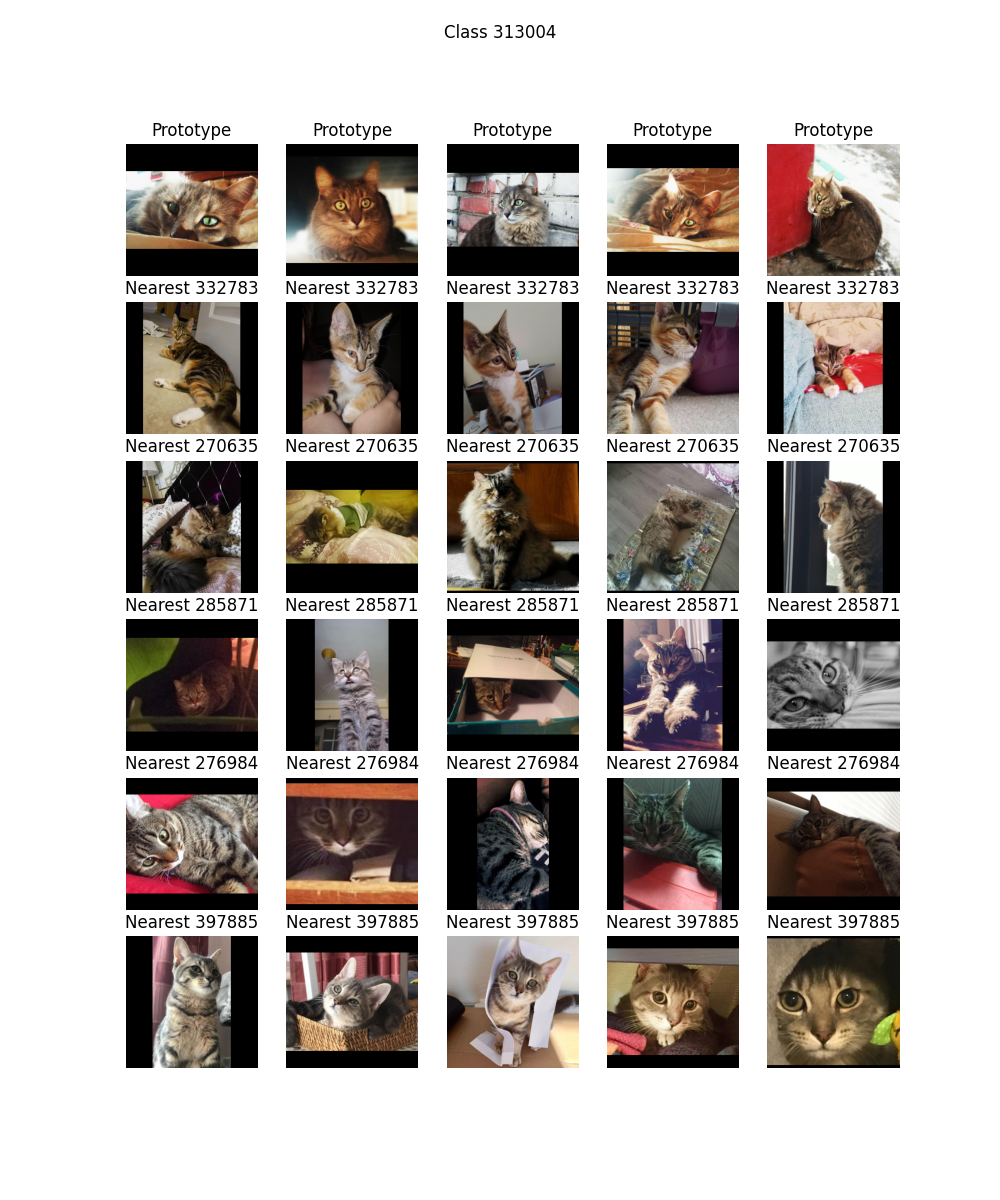 Class 313004
Prototype Prototype Prototype Prototype Prototype
Nearest 332783 Nearest 332783 Nearest 332783 Nearest 332783 Nearest 332783
Nearest 270635 Nearest 270635 Nearest 270635 Nearest 270635 Nearest 270635
Nearest 285871 Nearest 285871 Nearest 285871 Nearest 285871 Nearest 285871
Nearest 276984 Nearest 276984 Nearest 276984 Nearest 276984 Nearest 276984
Nearest 397885 Nearest 397885 Nearest 397885 Nearest 397885 Nearest 397885